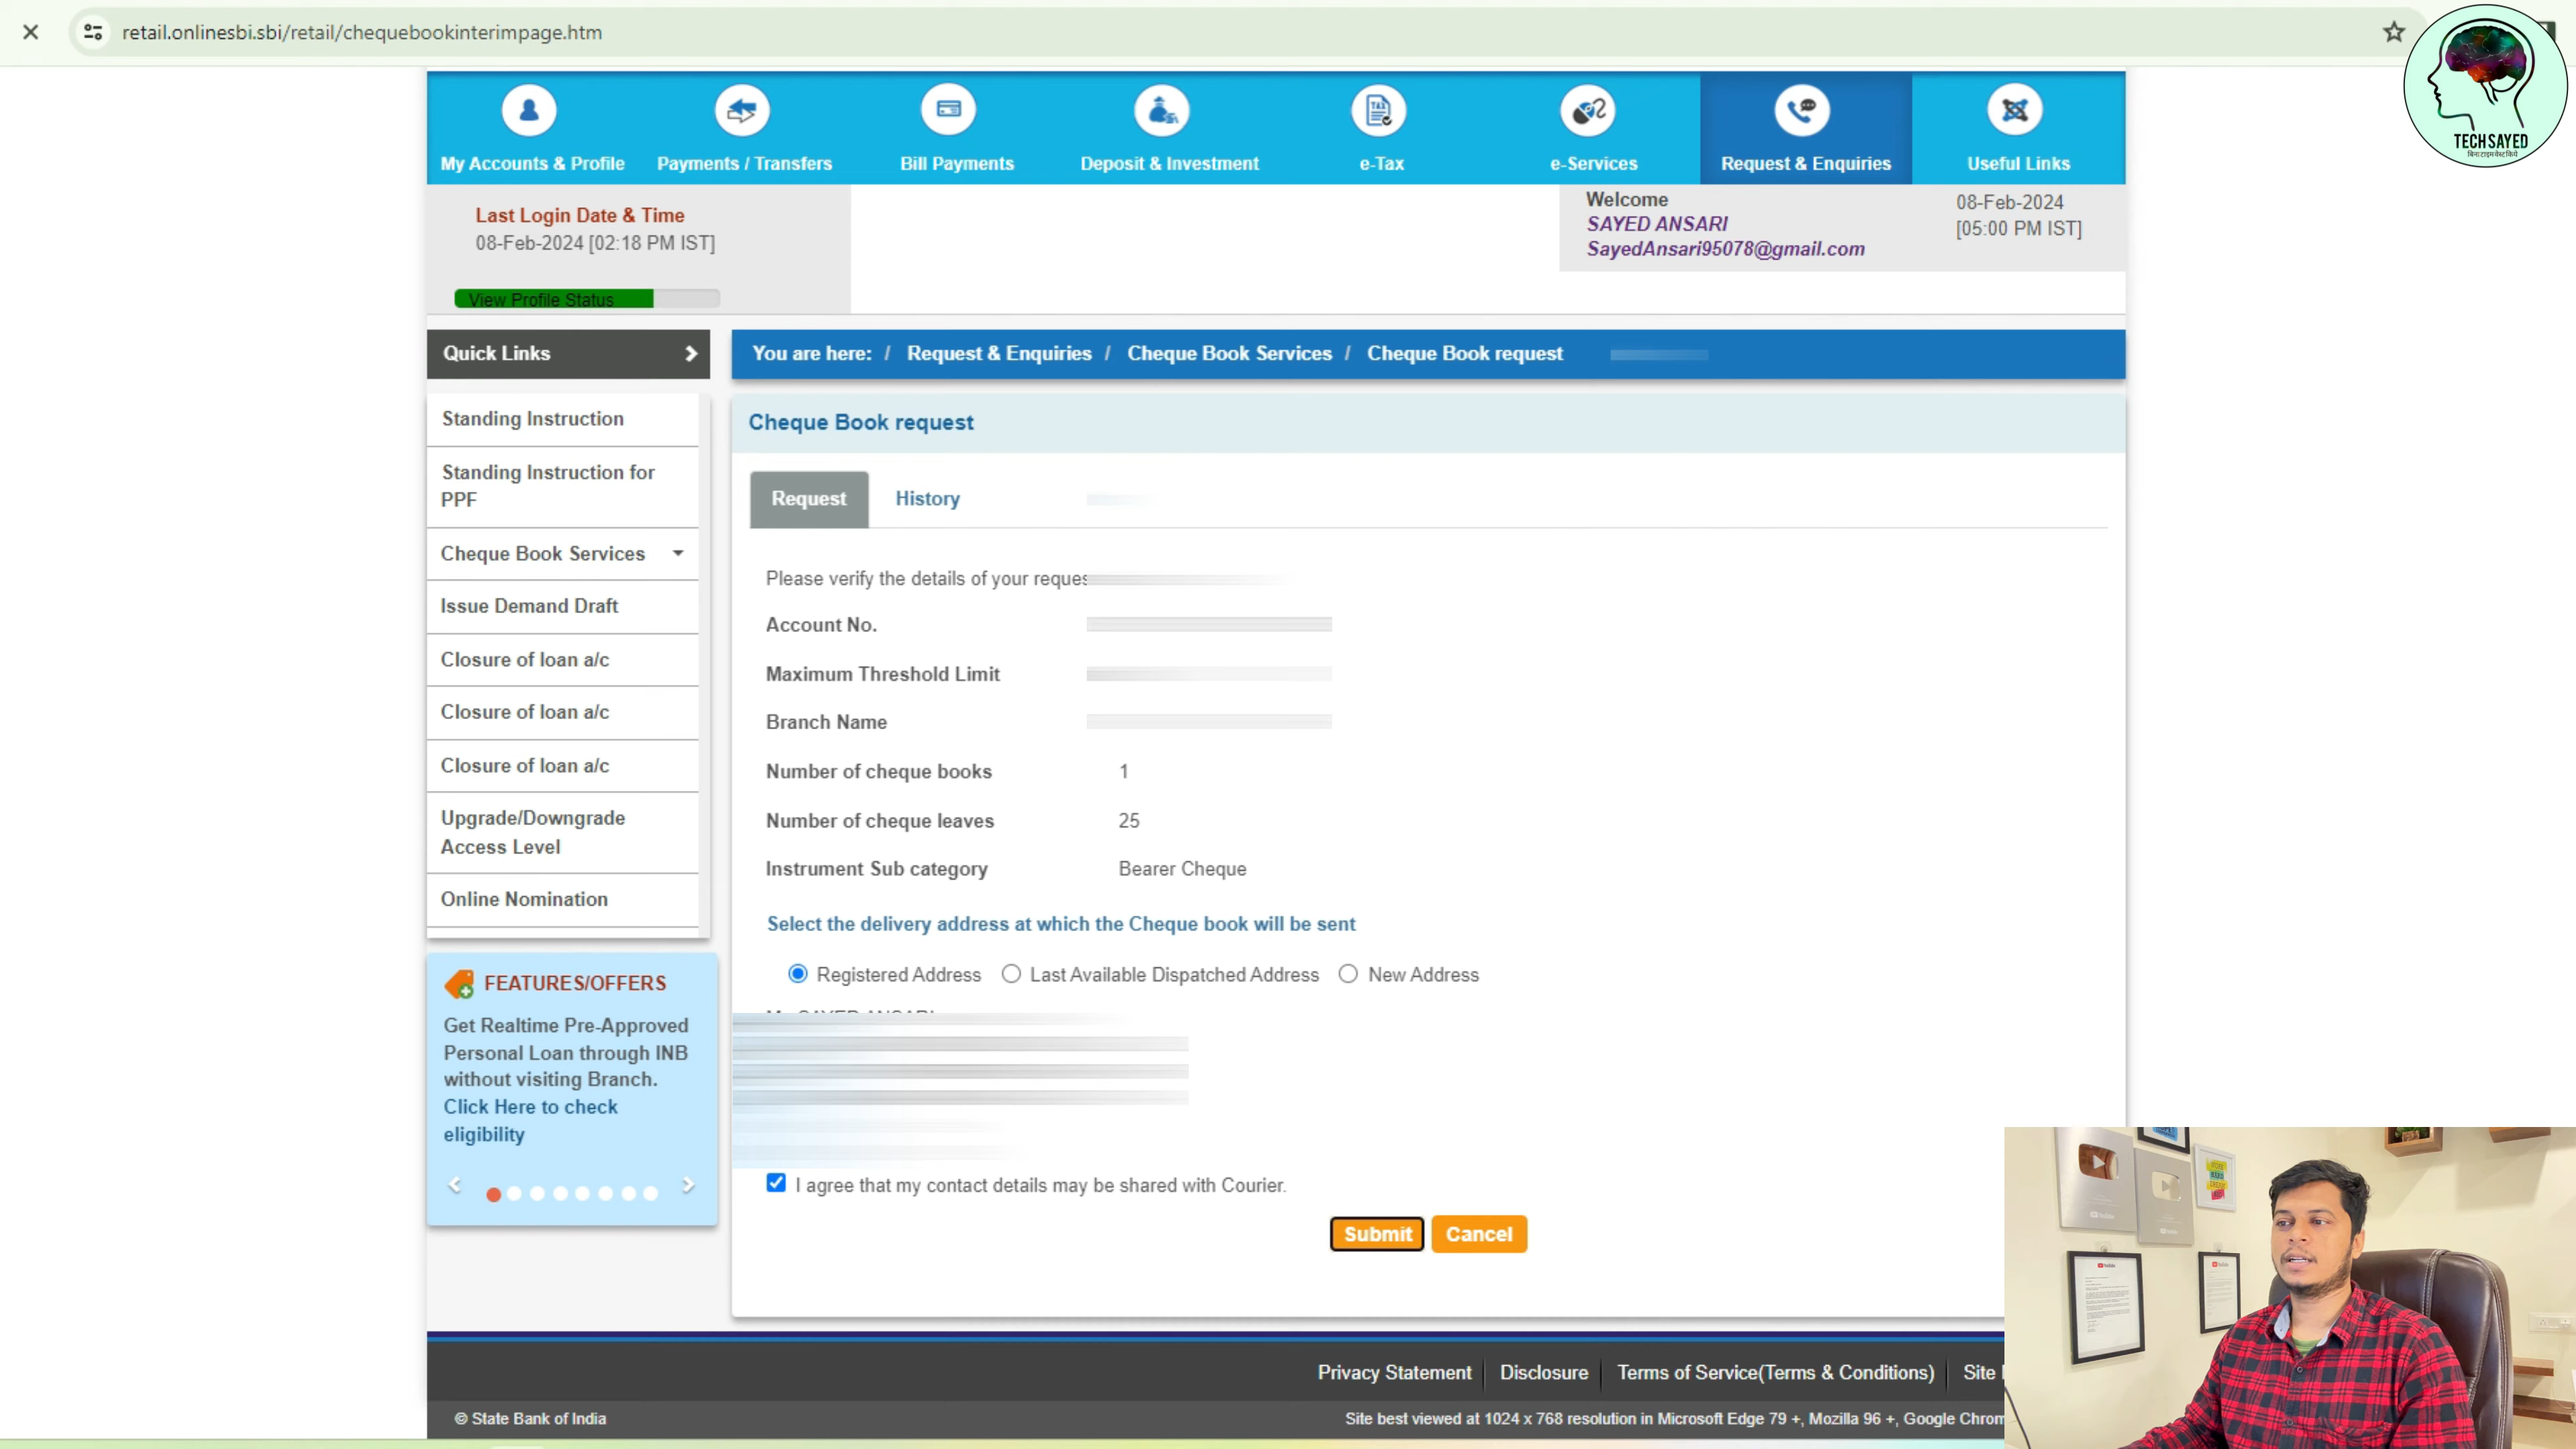 retail.onlinesbi.sbi/retail/chequebookinterimpage.htm
TECH SAYED
My Accounts & Profile
Payments / Transfers
Bill Payments
Deposit & Investment
e-Tax
e-Services
Request & Enquiries
Useful Links
Last Login Date & Time
08-Feb-2024 [02:18 PM IST]
View Profile Status
Welcome
SAYED ANSARI
SayedAnsari95078@gmail.com
08-Feb-2024
[05:00 PM IST]
Quick Links
You are here: / Request & Enquiries / Cheque Book Services / Cheque Book request
Standing Instruction
Standing Instruction for
PPF
Cheque Book Services
Issue Demand Draft
Closure of loan a/c
Closure of loan a/c
Closure of loan a/c
Upgrade/Downgrade
Access Level
Online Nomination
FEATURES/OFFERS
Get Realtime Pre-Approved
Personal Loan through INB
without visiting Branch.
Click Here to check
eligibility
Cheque Book request
Request
History
Please verify the details of your reques
Account No.
Maximum Threshold Limit
Branch Name
Number of cheque books 1
Number of cheque leaves 25
Instrument Sub category Bearer Cheque
Select the delivery address at which the Cheque book will be sent
Registered Address
Last Available Dispatched Address
New Address
I agree that my contact details may be shared with Courier.
Submit
Cancel
Privacy Statement
Disclosure
Terms of Service(Terms & Conditions)
Site
© State Bank of India
Site best viewed at 1024 x 768 resolution in Microsoft Edge 79 +, Mozilla 96 +, Google Chrom